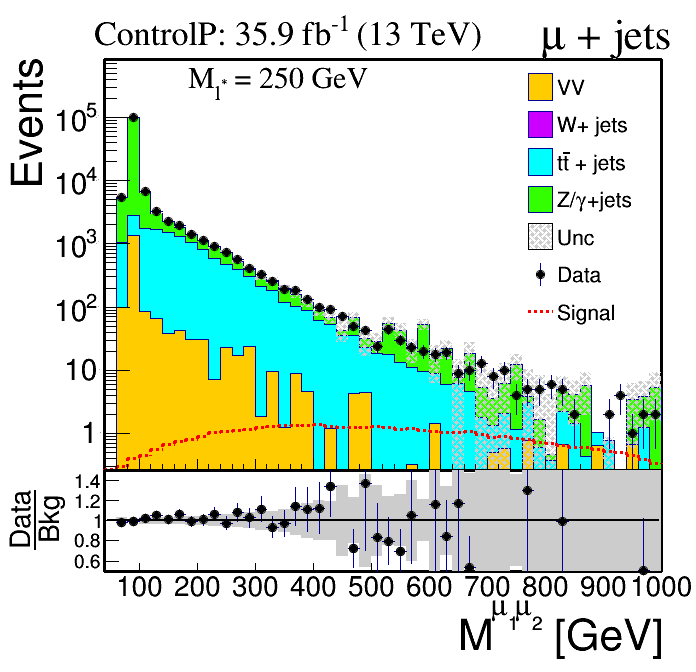 ControlP: 35.9 fb-1 (13 TeV)
μ + jets
M_l* = 250 GeV
Events
10^5
10^4
10^3
10^2
10
1
VV
W+ jets
tt̄ + jets
Z/γ+jets
Unc
Data
Signal
Data
Bkg
1.4
1.2
1
0.8
0.6
100 200 300 400 500 600 700 800 900 1000
M_μ1μ2 [GeV]